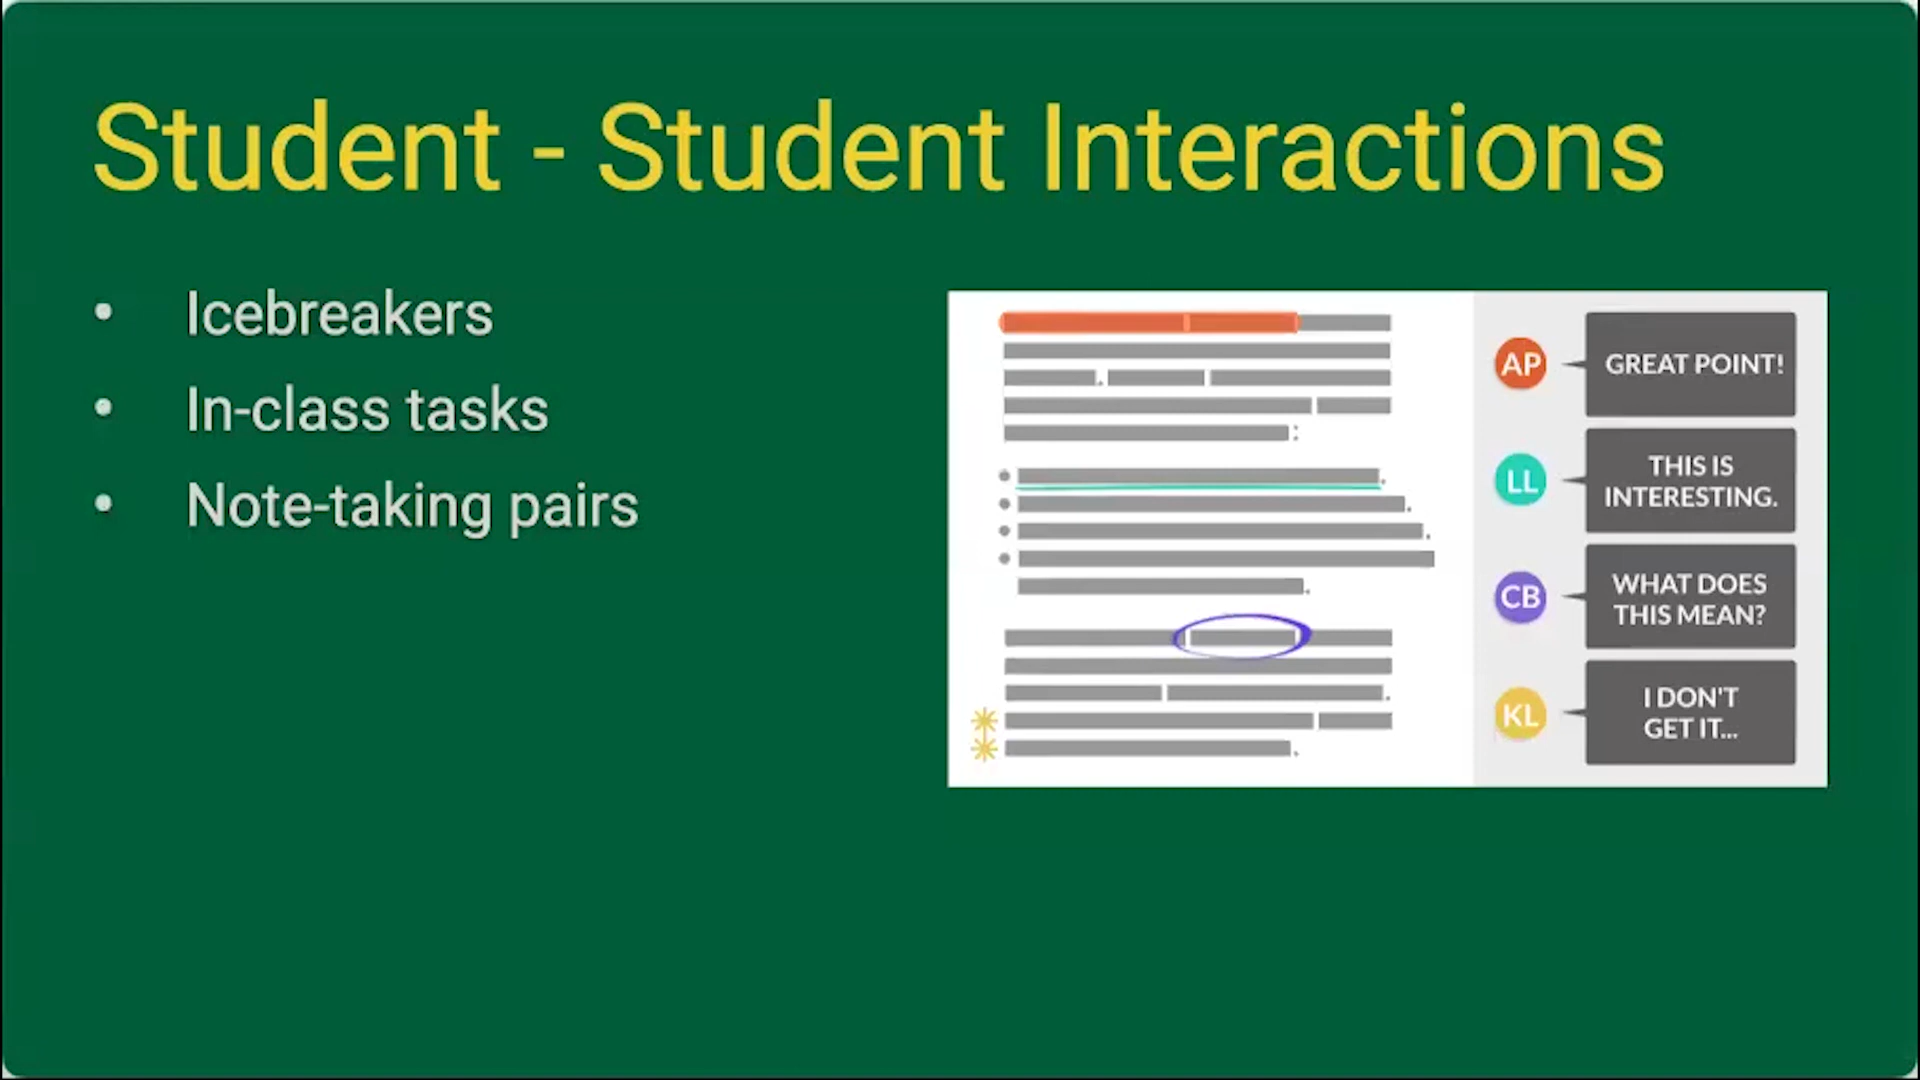 Student - Student Interactions
• Icebreakers
• In-class tasks
• Note-taking pairs
AP
GREAT POINT!
LL
THIS IS
INTERESTING.
CB
WHAT DOES
THIS MEAN?
KL
I DON'T
GET IT...